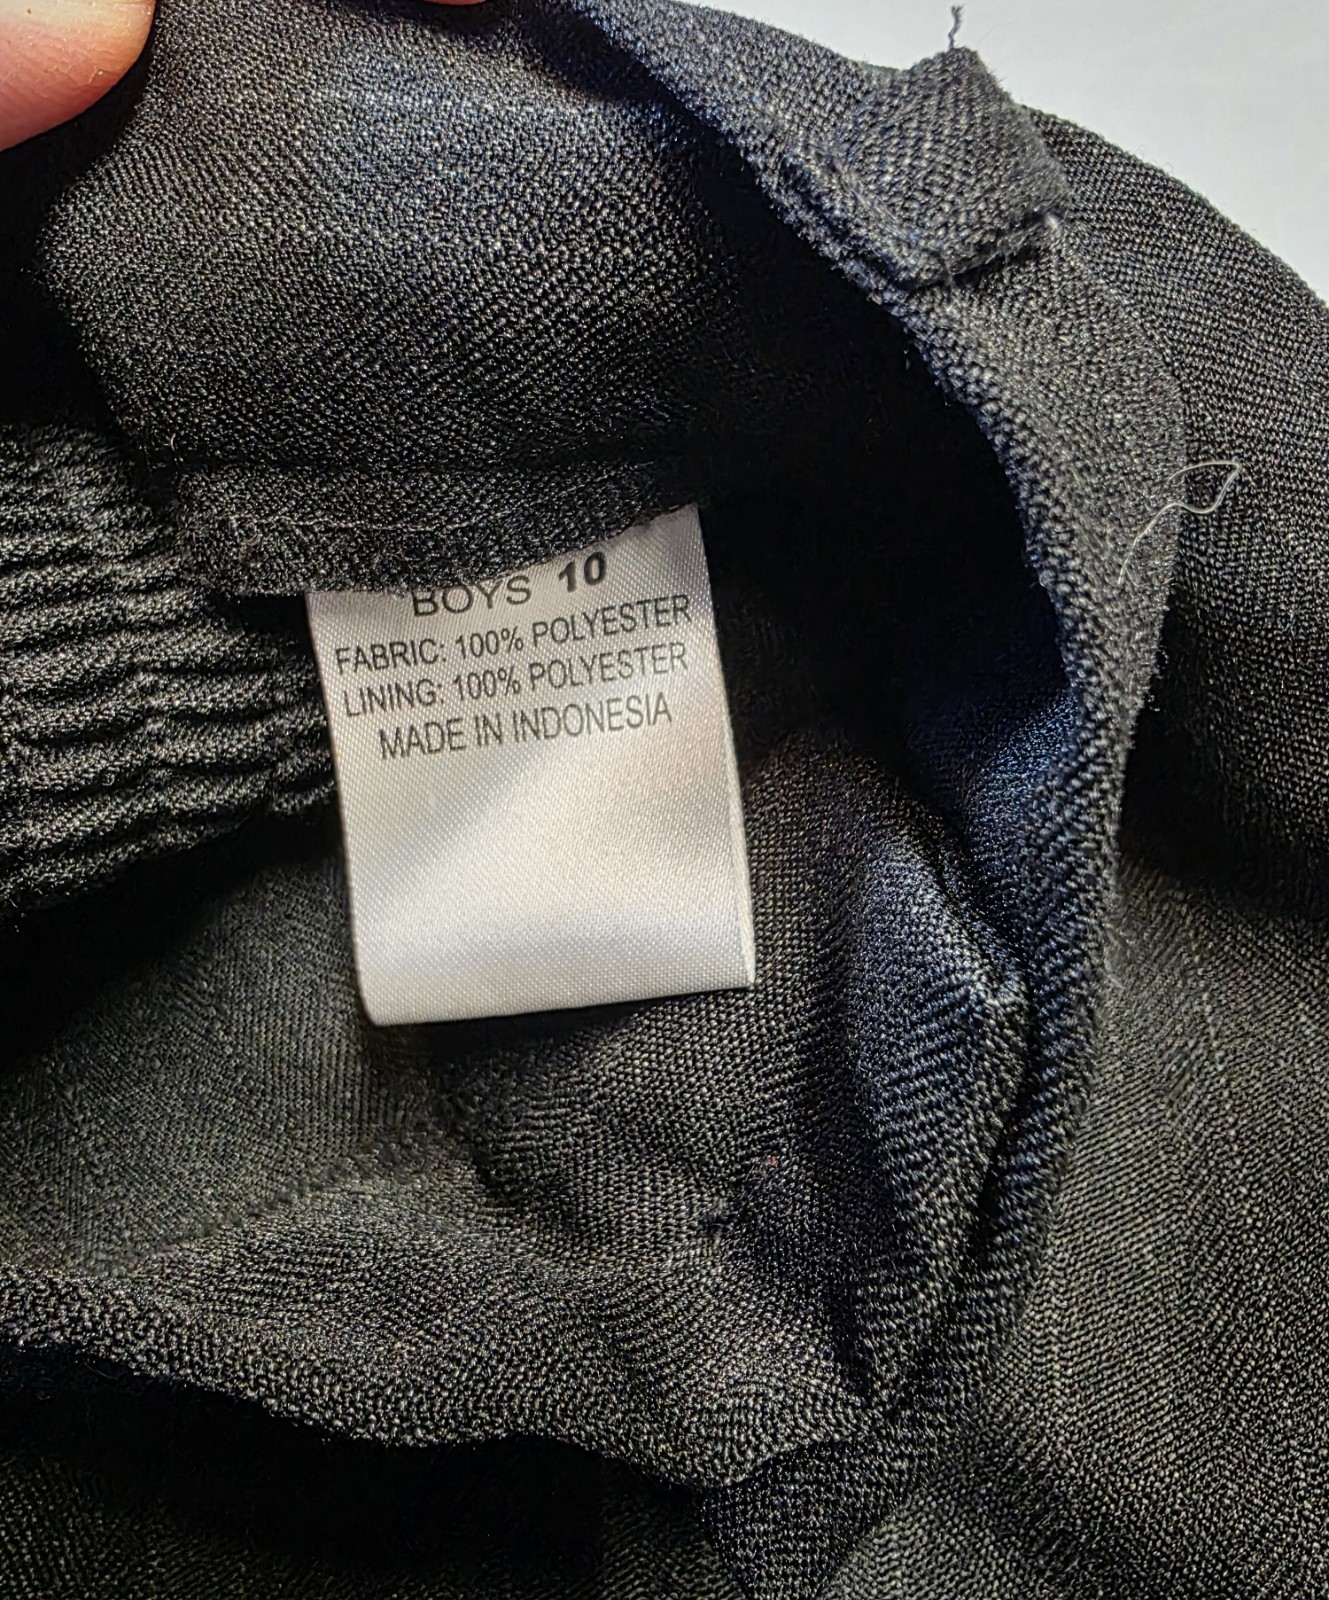 BOYS 10
FABRIC: 100% POLYESTER
LINING: 100% POLYESTER
MADE IN INDONESIA